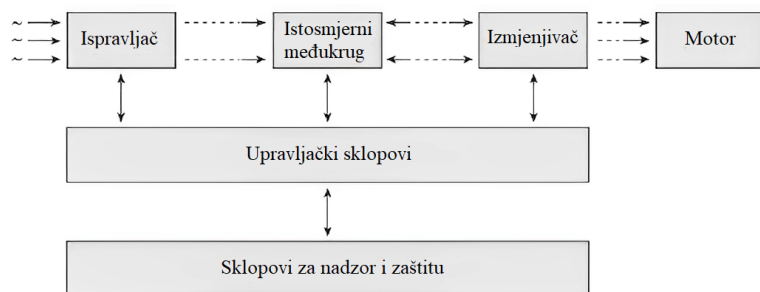 ~
~
~
Ispravljač
Istosmjerni
međukrug
Izmjenjivač
Motor
Upravljački sklopovi
Sklopovi za nadzor i zaštitu